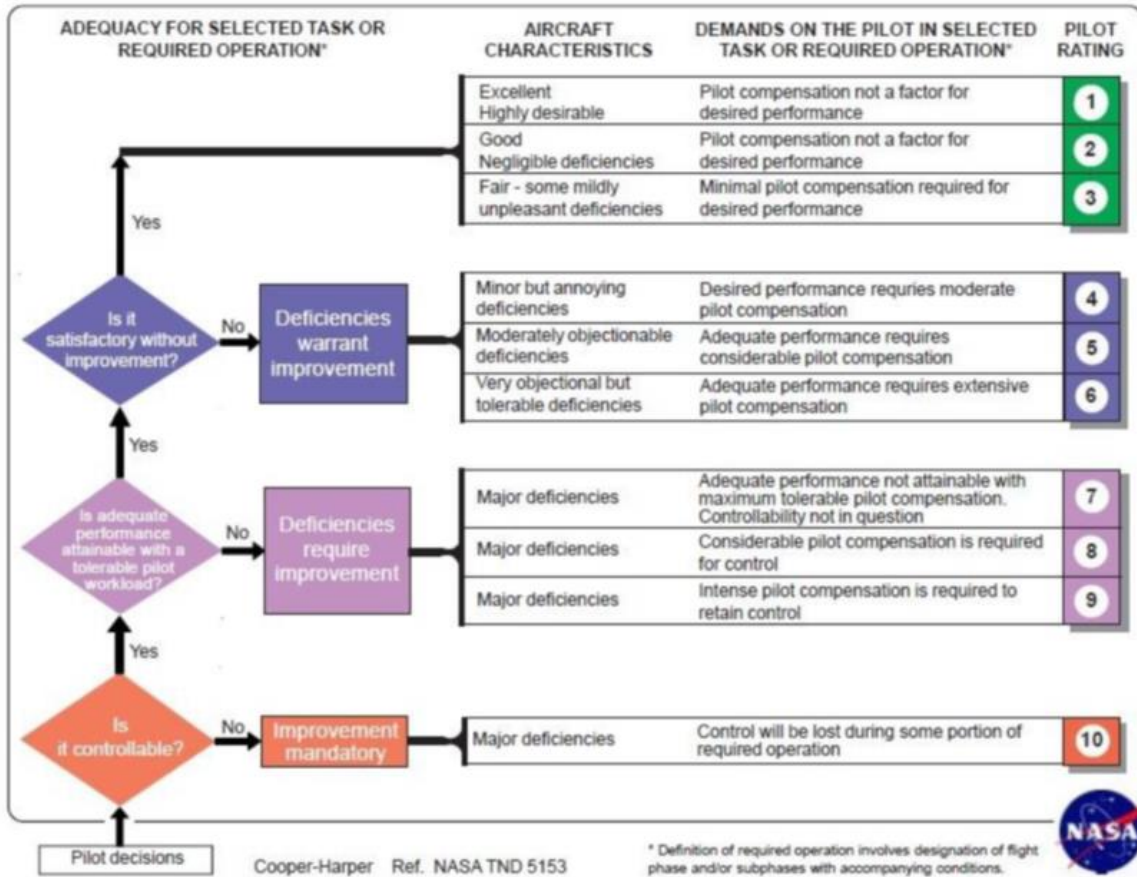 ADEQUACY FOR SELECTED TASK OR
REQUIRED OPERATION*
AIRCRAFT
CHARACTERISTICS
DEMANDS ON THE PILOT IN SELECTED
TASK OR REQUIRED OPERATION*
PILOT
RATING
Excellent
Highly desirable
Pilot compensation not a factor for
desired performance
1
Good
Negligible deficiencies
Pilot compensation not a factor for
desired performance
2
Fair - some mildly
unpleasant deficiencies
Minimal pilot compensation required for
desired performance
3
Yes
Is it
satisfactory without
improvement?
No
Deficiencies
warrant
improvement
Minor but annoying
deficiencies
Desired performance requries moderate
pilot compensation
4
Moderately objectionable
deficiencies
Adequate performance requires
considerable pilot compensation
5
Very objectional but
tolerable deficiencies
Adequate performance requires extensive
pilot compensation
6
Yes
Is adequate
performance
attainable with a
tolerable pilot
workload?
No
Deficiencies
require
improvement
Major deficiencies
Adequate performance not attainable with
maximum tolerable pilot compensation.
Controllability not in question
7
Major deficiencies
Considerable pilot compensation is required
for control
8
Major deficiencies
Intense pilot compensation is required to
retain control
9
Yes
Is
it controllable?
No
Improvement
mandatory
Major deficiencies
Control will be lost during some portion of
required operation
10
Pilot decisions
Cooper-Harper Ref. NASA TND 5153
* Definition of required operation involves designation of flight
phase and/or subphases with accompanying conditions.
NASA